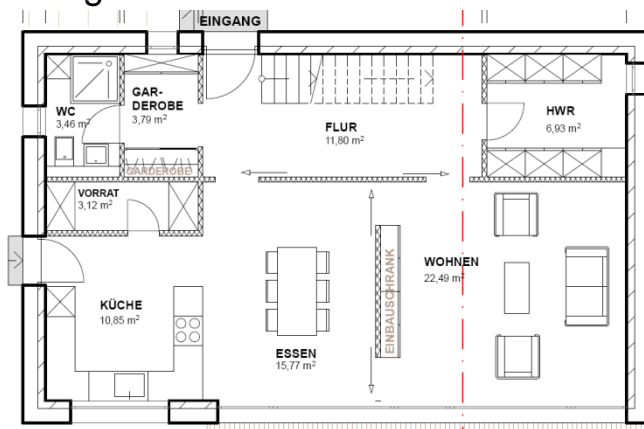 EINGANG
WC
3,46 m²
GAR-
DEROBE
3,79 m²
FLUR
11,80 m²
HWR
6,93 m²
GARDEROBE
VORRAT
3,12 m²
WOHNEN
22,49 m²
EINBAUSCHRANK
KÜCHE
10,85 m²
ESSEN
15,77 m²